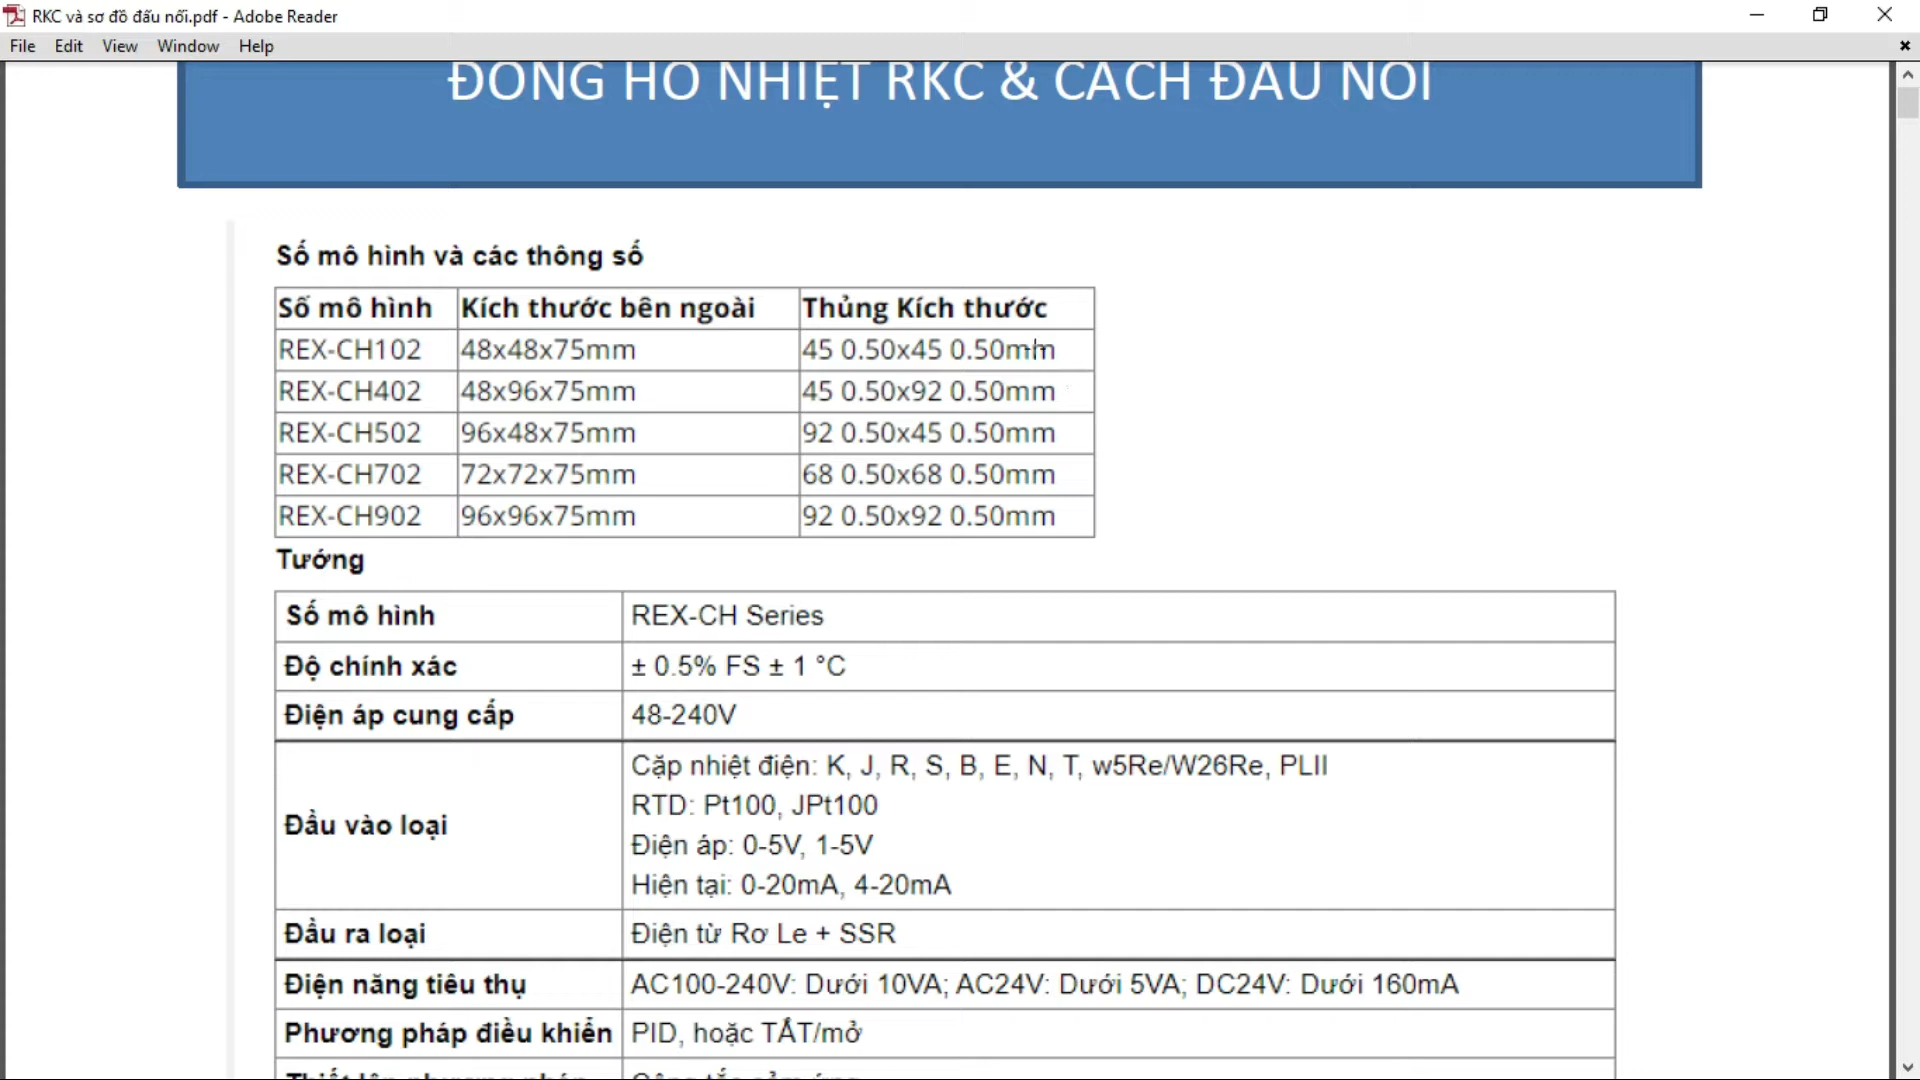 RKC và sơ đồ đấu nối.pdf - Adobe Reader
File Edit View Window Help
ĐỒNG HỒ NHIỆT RKC & CÁCH ĐẤU NỐI
Số mô hình và các thông số
Số mô hình Kích thước bên ngoài Thủng Kích thước
REX-CH102 48x48x75mm 45 0.50x45 0.50mm
REX-CH402 48x96x75mm 45 0.50x92 0.50mm
REX-CH502 96x48x75mm 92 0.50x45 0.50mm
REX-CH702 72x72x75mm 68 0.50x68 0.50mm
REX-CH902 96x96x75mm 92 0.50x92 0.50mm
Tướng
Số mô hình REX-CH Series
Độ chính xác ± 0.5% FS ± 1 °C
Điện áp cung cấp 48-240V
Đầu vào loại
Cặp nhiệt điện: K, J, R, S, B, E, N, T, w5Re/W26Re, PLII
RTD: Pt100, JPt100
Điện áp: 0-5V, 1-5V
Hiện tại: 0-20mA, 4-20mA
Đầu ra loại Điện từ Rơ Le + SSR
Điện năng tiêu thụ AC100-240V: Dưới 10VA; AC24V: Dưới 5VA; DC24V: Dưới 160mA
Phương pháp điều khiển PID, hoặc TẮT/mở